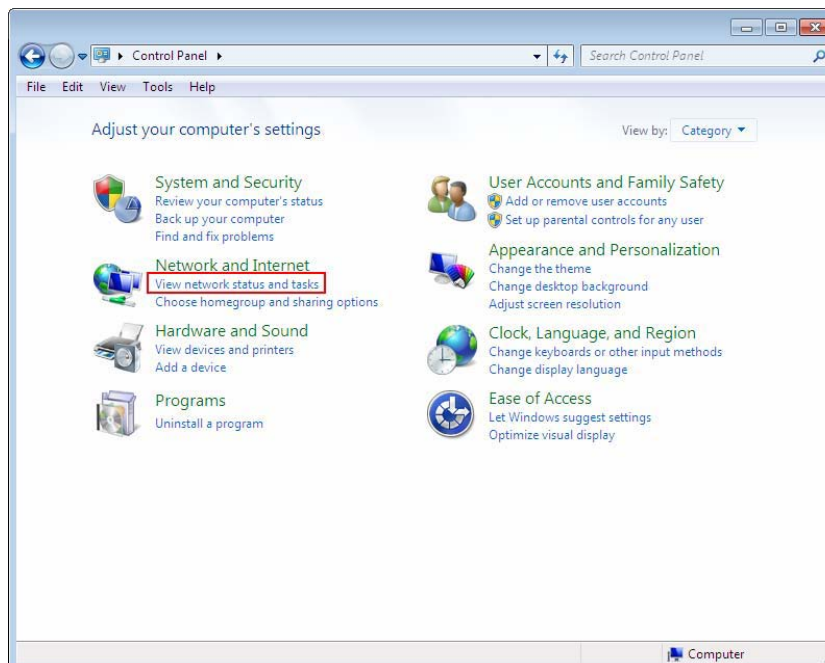 Control Panel
Search Control Panel
File Edit View Tools Help
Adjust your computer's settings
View by: Category
System and Security
Review your computer's status
Back up your computer
Find and fix problems
Network and Internet
View network status and tasks
Choose homegroup and sharing options
Hardware and Sound
View devices and printers
Add a device
Programs
Uninstall a program
User Accounts and Family Safety
Add or remove user accounts
Set up parental controls for any user
Appearance and Personalization
Change the theme
Change desktop background
Adjust screen resolution
Clock, Language, and Region
Change keyboards or other input methods
Change display language
Ease of Access
Let Windows suggest settings
Optimize visual display
Computer